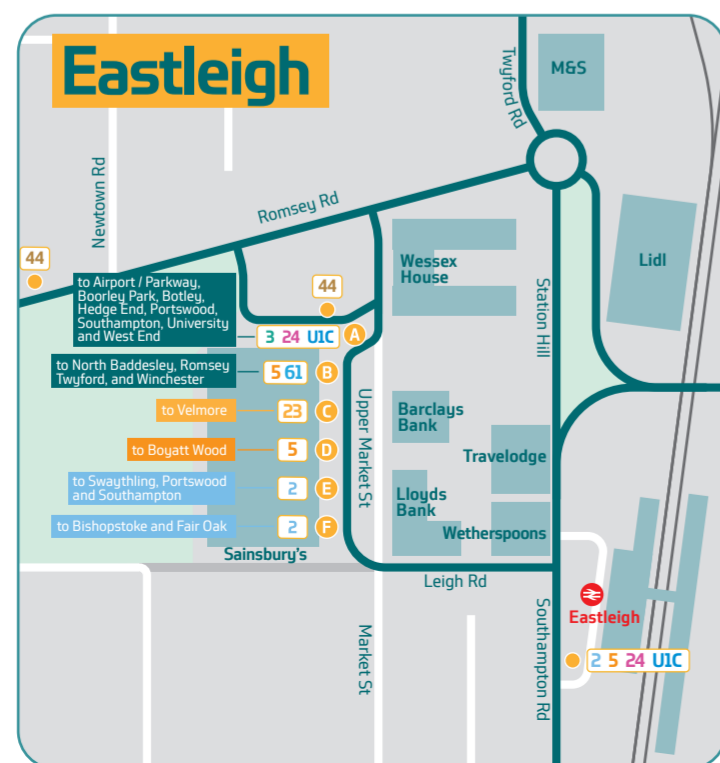 Eastleigh
Twyford Rd
M&S
Newtown Rd
Romsey Rd
44
Wessex
House
Lidl
Station Hill
44
to Airport / Parkway,
Boorley Park, Botley,
Hedge End, Portswood,
Southampton, University
and West End
3 24 U1C A
to North Baddesley, Romsey
Twyford, and Winchester
5 61 B
to Velmore
23 C
to Boyatt Wood
5 D
to Swaythling, Portswood
and Southampton
2 E
to Bishopstoke and Fair Oak
2 F
Sainsbury's
Upper Market St
Barclays
Bank
Travelodge
Lloyds
Bank
Wetherspoons
Leigh Rd
Market St
Southampton Rd
Eastleigh
2 5 24 U1C